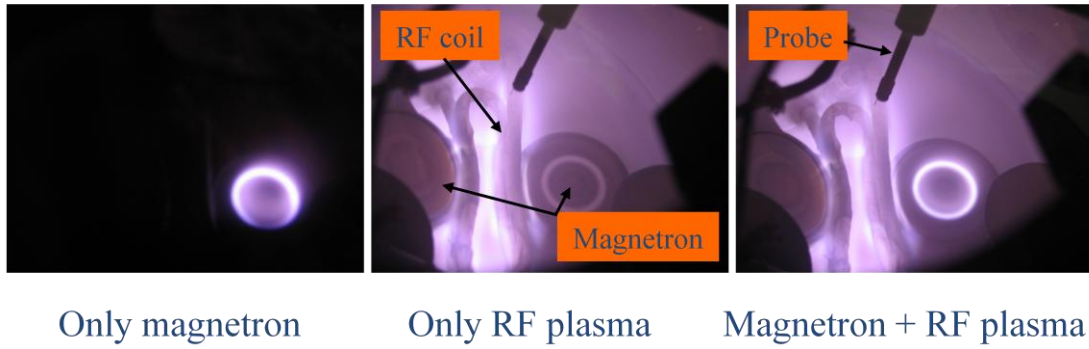 RF coil
Magnetron
Probe
Only magnetron
Only RF plasma
Magnetron + RF plasma